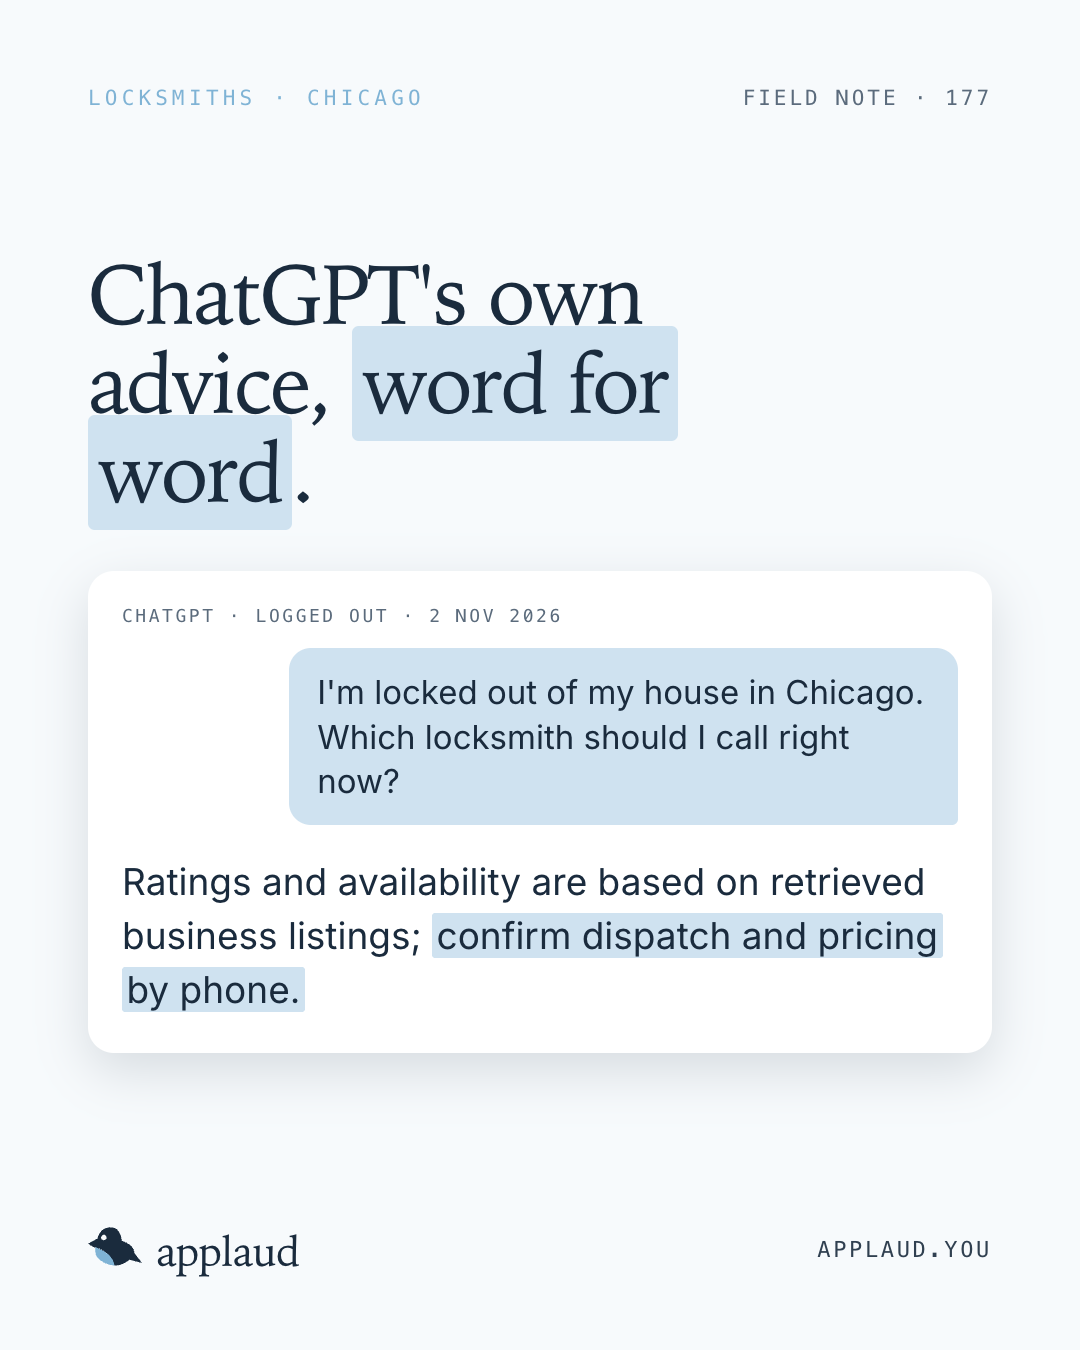 LOCKSMITHS · CHICAGO
FIELD NOTE · 177
ChatGPT's own
advice, word for
word.
CHATGPT · LOGGED OUT · 2 NOV 2026
I'm locked out of my house in Chicago.
Which locksmith should I call right
now?
Ratings and availability are based on retrieved
business listings; confirm dispatch and pricing
by phone.
applaud
APPLAUD.YOU